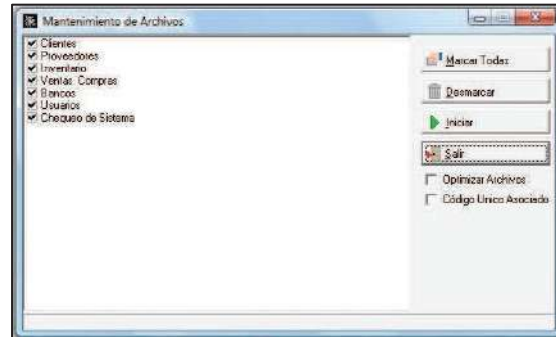 Mantenimiento de Archivos
Clientes
Proveedores
Inventario
Ventas Compras
Bancos
Usuarios
Chequeo de Sistema
Marcar Todas
Desmarcar
Iniciar
Salir
Optimizar Archivos
Código Unico Asociado